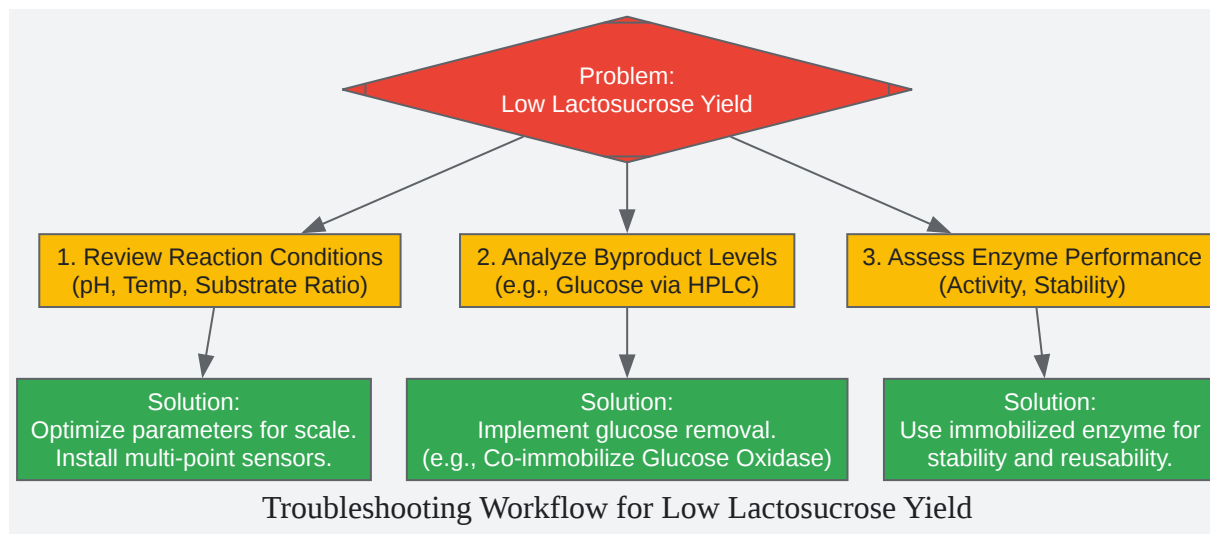 Problem:
Low Lactosucrose Yield
1. Review Reaction Conditions
(pH, Temp, Substrate Ratio)
2. Analyze Byproduct Levels
(e.g., Glucose via HPLC)
3. Assess Enzyme Performance
(Activity, Stability)
Solution:
Optimize parameters for scale.
Install multi-point sensors.
Solution:
Implement glucose removal.
(e.g., Co-immobilize Glucose Oxidase)
Solution:
Use immobilized enzyme for
stability and reusability.
Troubleshooting Workflow for Low Lactosucrose Yield